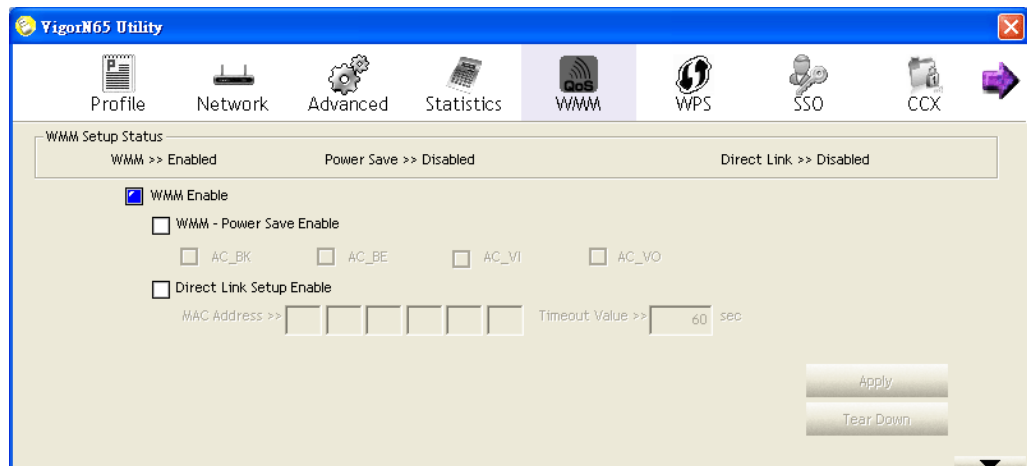 VigorN65 Utility
Profile Network Advanced Statistics QoS WMM WPS SSO CCX
WMM Setup Status
WMM >> Enabled Power Save >> Disabled Direct Link >> Disabled
WMM Enable
WMM - Power Save Enable
AC_BK AC_BE AC_VI AC_VO
Direct Link Setup Enable
MAC Address >> Timeout Value >> 60 sec
Apply
Tear Down